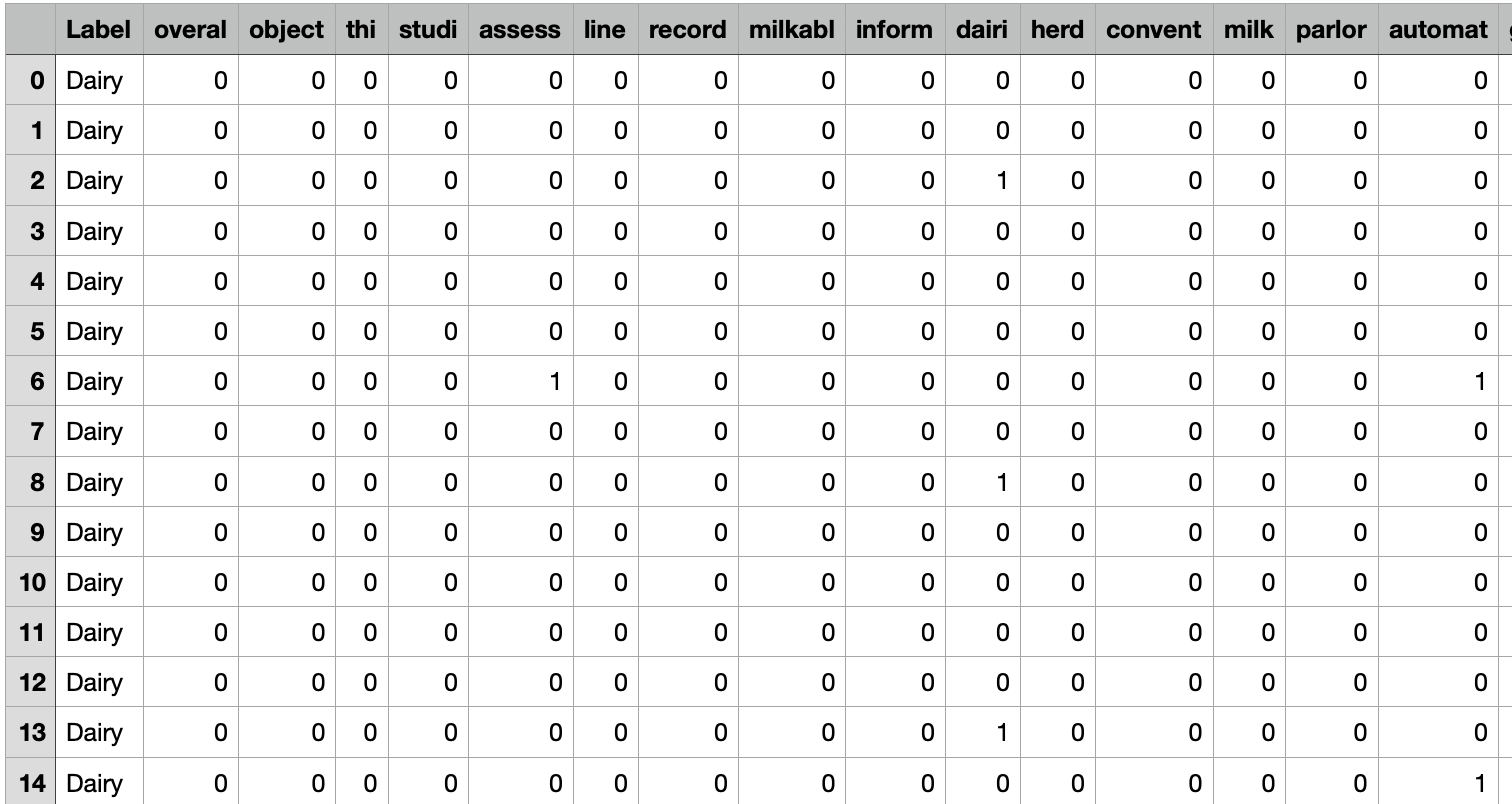 Label overal object thi studi assess line record milkabl inform dairi herd convent milk parlor automat
0 Dairy 0 0 0 0 0 0 0 0 0 0 0 0 0 0 0
1 Dairy 0 0 0 0 0 0 0 0 0 0 0 0 0 0 0
2 Dairy 0 0 0 0 0 0 0 0 0 1 0 0 0 0 0
3 Dairy 0 0 0 0 0 0 0 0 0 0 0 0 0 0 0
4 Dairy 0 0 0 0 0 0 0 0 0 0 0 0 0 0 0
5 Dairy 0 0 0 0 0 0 0 0 0 0 0 0 0 0 0
6 Dairy 0 0 0 0 1 0 0 0 0 0 0 0 0 0 1
7 Dairy 0 0 0 0 0 0 0 0 0 0 0 0 0 0 0
8 Dairy 0 0 0 0 0 0 0 0 0 1 0 0 0 0 0
9 Dairy 0 0 0 0 0 0 0 0 0 0 0 0 0 0 0
10 Dairy 0 0 0 0 0 0 0 0 0 0 0 0 0 0 0
11 Dairy 0 0 0 0 0 0 0 0 0 0 0 0 0 0 0
12 Dairy 0 0 0 0 0 0 0 0 0 0 0 0 0 0 0
13 Dairy 0 0 0 0 0 0 0 0 0 1 0 0 0 0 0
14 Dairy 0 0 0 0 0 0 0 0 0 0 0 0 0 0 1